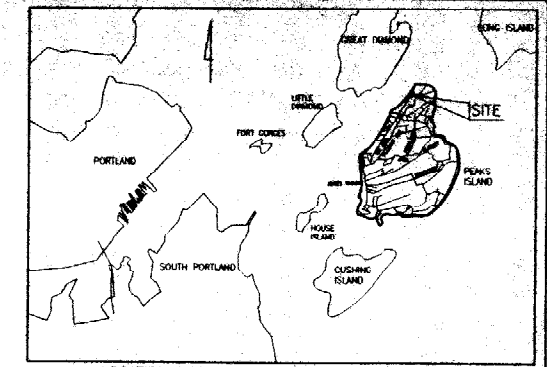 GREAT DIAMOND
LONG ISLAND
LITTLE
DIAMOND
SITE
FORT GORGES
PORTLAND
PEAKS
ISLAND
HOUSE
ISLAND
SOUTH PORTLAND
CUSHING
ISLAND